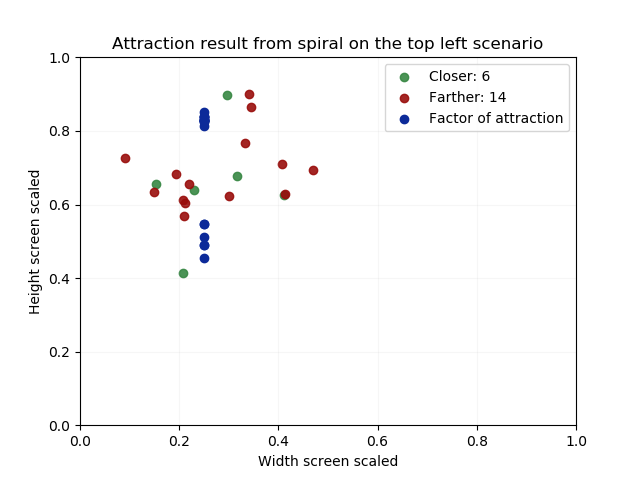 Attraction result from spiral on the top left scenario
Closer: 6
Farther: 14
Factor of attraction
1.0
0.8
0.6
0.4
0.2
0.0
Height screen scaled
0.0 0.2 0.4 0.6 0.8 1.0
Width screen scaled